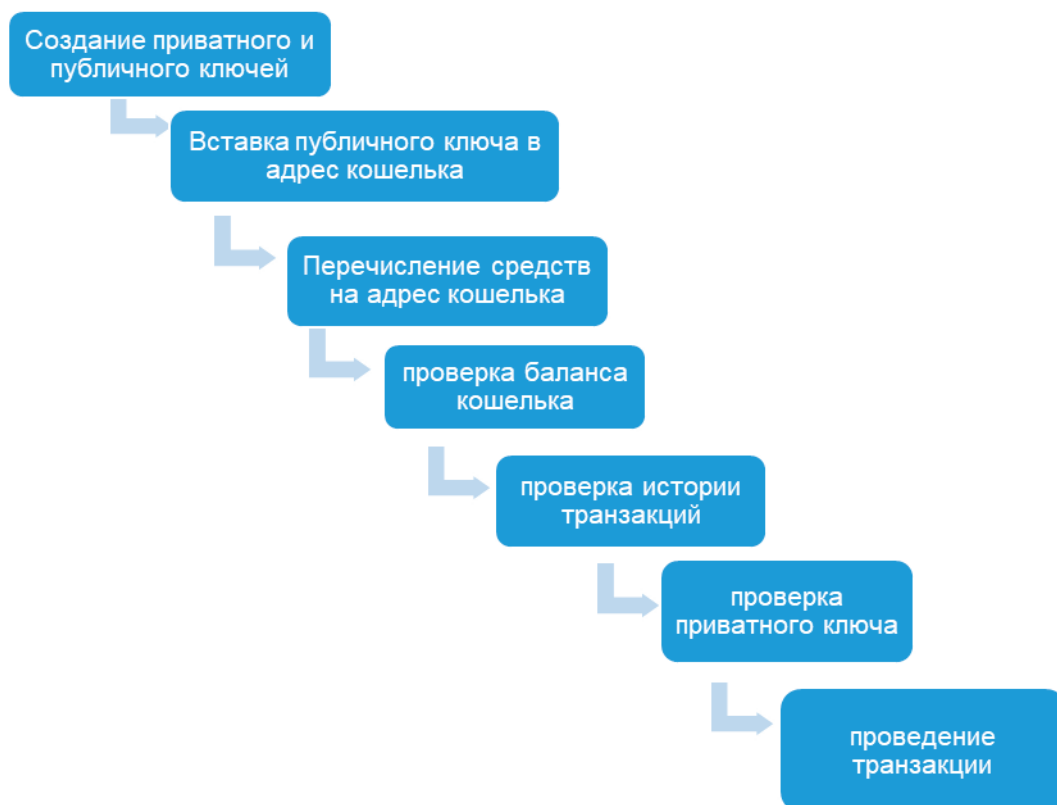 Создание приватного и
публичного ключей
Вставка публичного ключа в
адрес кошелька
Перечисление средств
на адрес кошелька
проверка баланса
кошелька
проверка истории
транзакций
проверка
приватного ключа
проведение
транзакции